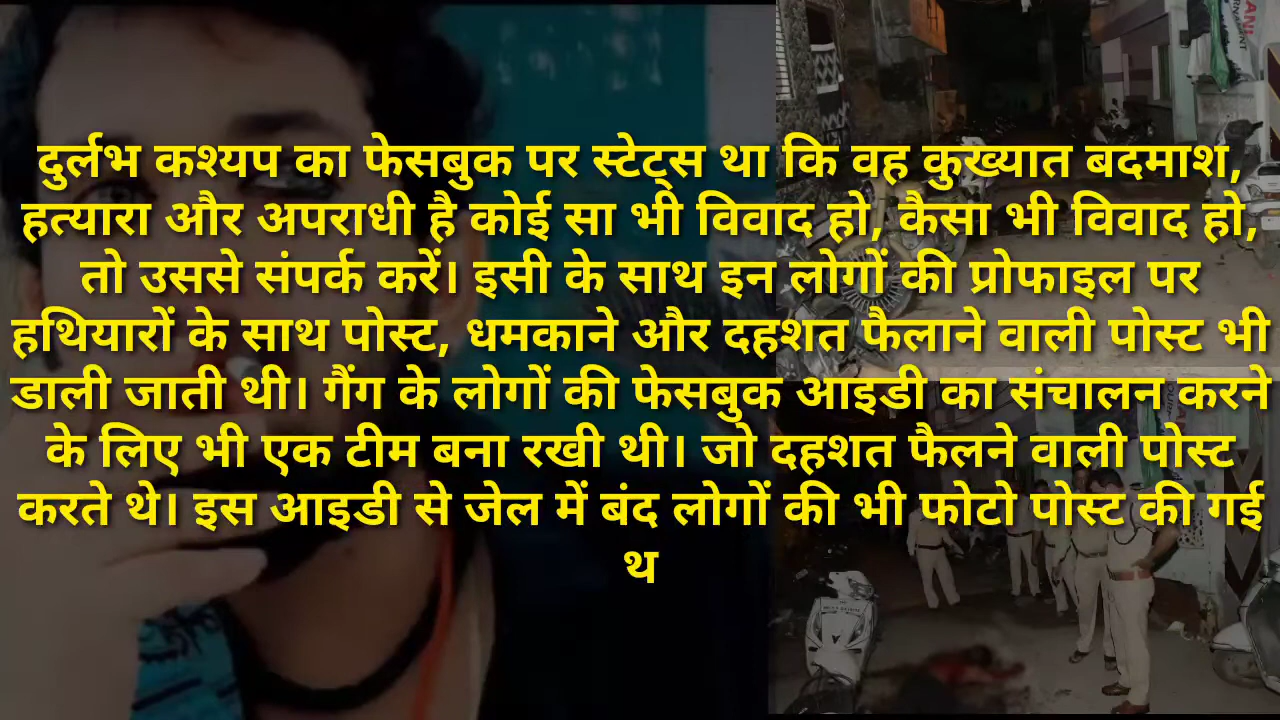 दुर्लभ कश्यप का फेसबुक पर स्टेट्स था कि वह कुख्यात बदमाश,
हत्यारा और अपराधी है कोई सा भी विवाद हो, कैसा भी विवाद हो,
तो उससे संपर्क करें। इसी के साथ इन लोगों की प्रोफाइल पर
हथियारों के साथ पोस्ट, धमकाने और दहशत फैलाने वाली पोस्ट भी
डाली जाती थी। गैंग के लोगों की फेसबुक आइडी का संचालन करने
के लिए भी एक टीम बना रखी थी। जो दहशत फैलने वाली पोस्ट
करते थे। इस आइडी से जेल में बंद लोगों की भी फोटो पोस्ट की गई
थ